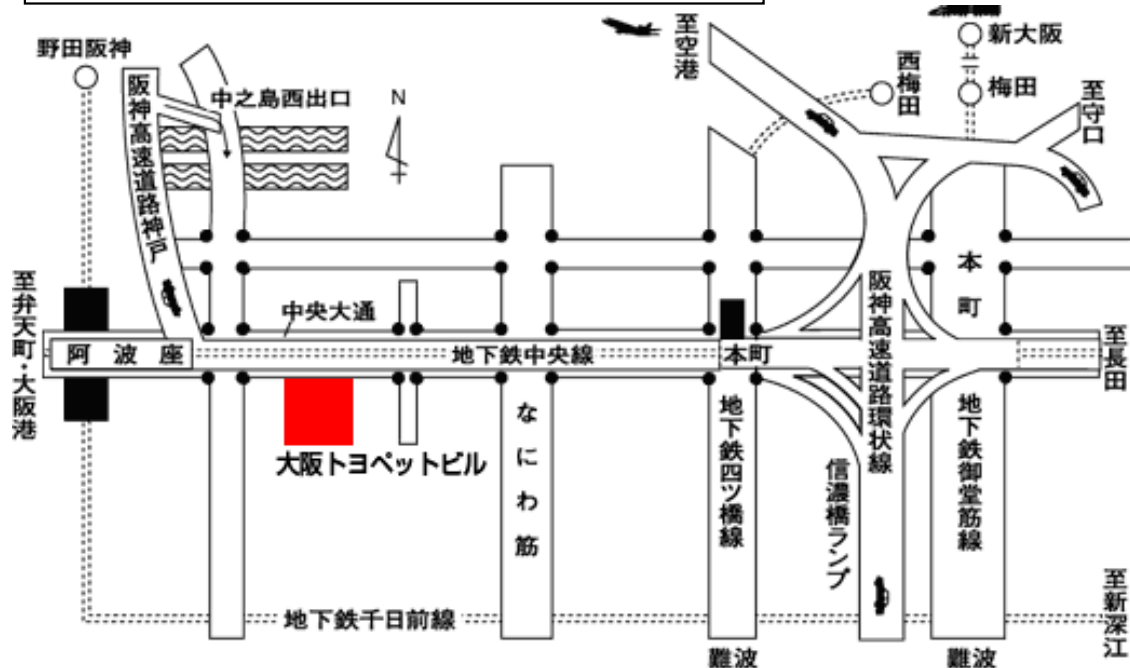 野田阪神
阪神高速道路神戸
中之島西出口
N
至空港
西梅田
新大阪
梅田
至守口
本町
至弁天町・大阪港
阿波座
中央大通
地下鉄中央線
本町
阪神高速道路環状線
至長田
大阪トヨペットビル
なにわ筋
地下鉄四ツ橋線
信濃橋ランプ
地下鉄御堂筋線
地下鉄千日前線
至新深江
難波
難波